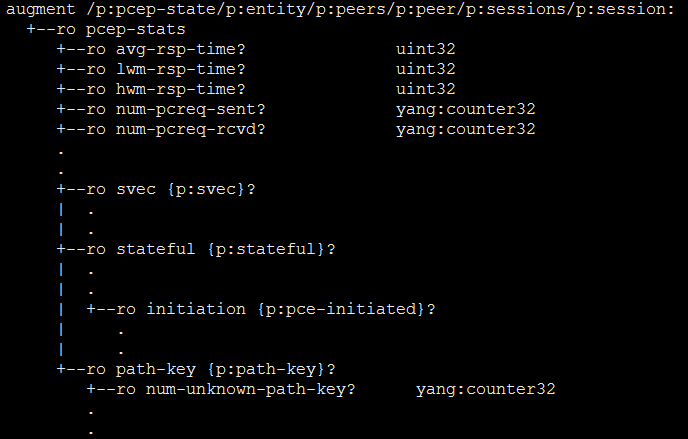 augment /p:pcep-state/p:entity/p:peers/p:peer/p:sessions/p:session:
  +--ro pcep-stats
     +--ro avg-rsp-time?               uint32
     +--ro lwm-rsp-time?               uint32
     +--ro hwm-rsp-time?               uint32
     +--ro num-pcreq-sent?             yang:counter32
     +--ro num-pcreq-rcvd?             yang:counter32
     .
     .
     +--ro svec {p:svec}?
     |  .
     |  .
     +--ro stateful {p:stateful}?
     |  .
     |  .
     |  +--ro initiation {p:pce-initiated}?
     |     .
     |     .
     +--ro path-key {p:path-key}?
        +--ro num-unknown-path-key?      yang:counter32
        .
        .